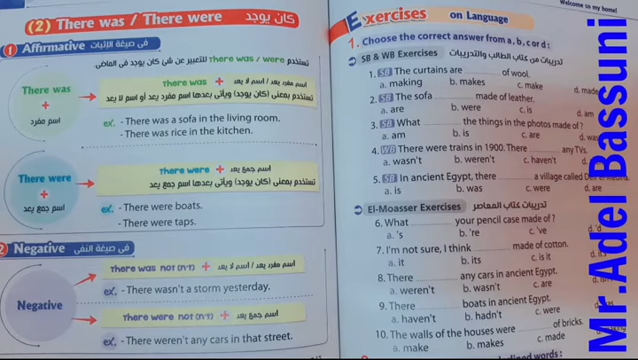 (2) There was / There were كان يوجد
1 Affirmative فى صيغة الإثبات
تستخدم there was / were للتعبير عن فى كان يوجد فى الماضى.
There was
+
اسم مفرد
there was + اسم مفرد يعد / اسم لا يعد
تستخدم بمعنى (كان يوجد) ويأتى بعدها اسم مفرد يعد أو اسم لا يعد
ex. - There was a sofa in the living room.
- There was rice in the kitchen.
There were
+
اسم جمع يعد
there were + اسم جمع يعد
تستخدم بمعنى (كان يوجد) ويأتى بعدها اسم جمع يعد
ex. - There were boats.
- There were taps.
2 Negative فى صيغة النفى
Negative
there was not (n't) + اسم مفرد يعد / اسم لا يعد
ex. - There wasn't a storm yesterday.
there were not (n't) + اسم جمع يعد
ex. - There weren't any cars in that street.
Welcome to my home!
Exercises on Language
1. Choose the correct answer from a, b, c or d :
SB & WB Exercises تدريبات من كتاب الطالب والتدريبات
1. SB The curtains are ........ of wool.
a. making b. makes c. make d. made
2. SB The sofa ........ made of leather.
a. are b. were c. is d. am
3. SB What ........ the things in the photos made of ?
a. am b. is c. are d. was
4. WB There were trains in 1900. There ........ any TVs.
a. wasn't b. weren't c. haven't d.
5. SB In ancient Egypt, there ........ a village called Deir el-Medina.
a. is b. was c. were d. are
El-Moasser Exercises تدريبات كتاب المعاصر
6. What ........ your pencil case made of ?
a. 's b. 're c. 've d. 'd
7. I'm not sure, I think ........ made of cotton.
a. it b. its c. is it d.
8. There ........ any cars in ancient Egypt.
a. weren't b. wasn't c. are
9. There ........ boats in ancient Egypt.
a. haven't b. hadn't c. were
10. The walls of the houses were ........ of bricks.
a. make b. makes c. made
words :
Mr.Adel Bassuni